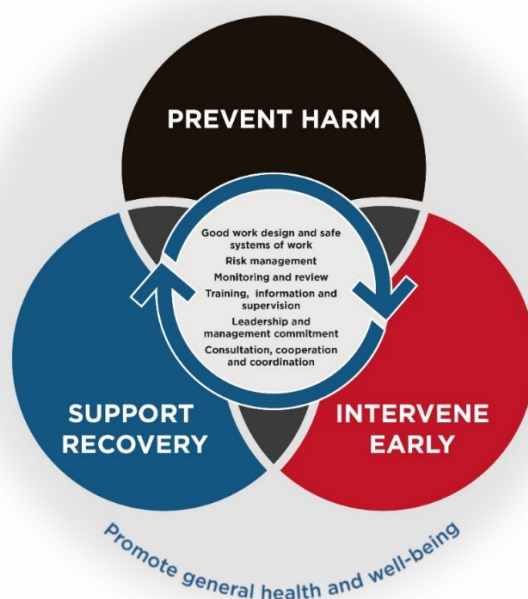 PREVENT HARM
Good work design and safe
systems of work
Risk management
Monitoring and review
Training, information and
supervision
Leadership and
management commitment
Consultation, cooperation
and coordination
SUPPORT
RECOVERY
INTERVENE
EARLY
Promote general health and well-being